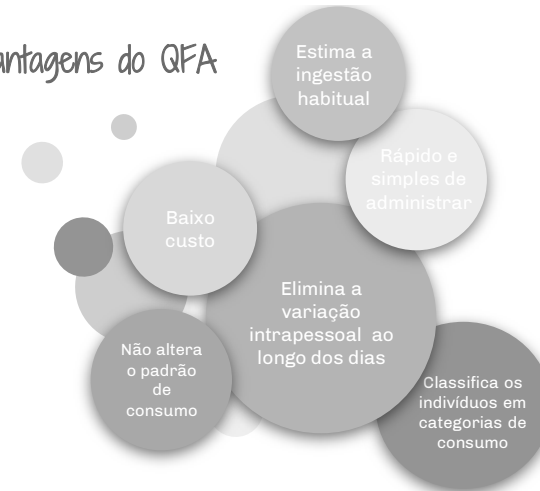 antagens do QFA
Estima a
ingestão
habitual
Rápido e
simples de
administrar
Baixo
custo
Elimina a
variação
intrapessoal ao
longo dos dias
Não altera
o padrão
de
consumo
Classifica os
indivíduos em
categorias de
consumo